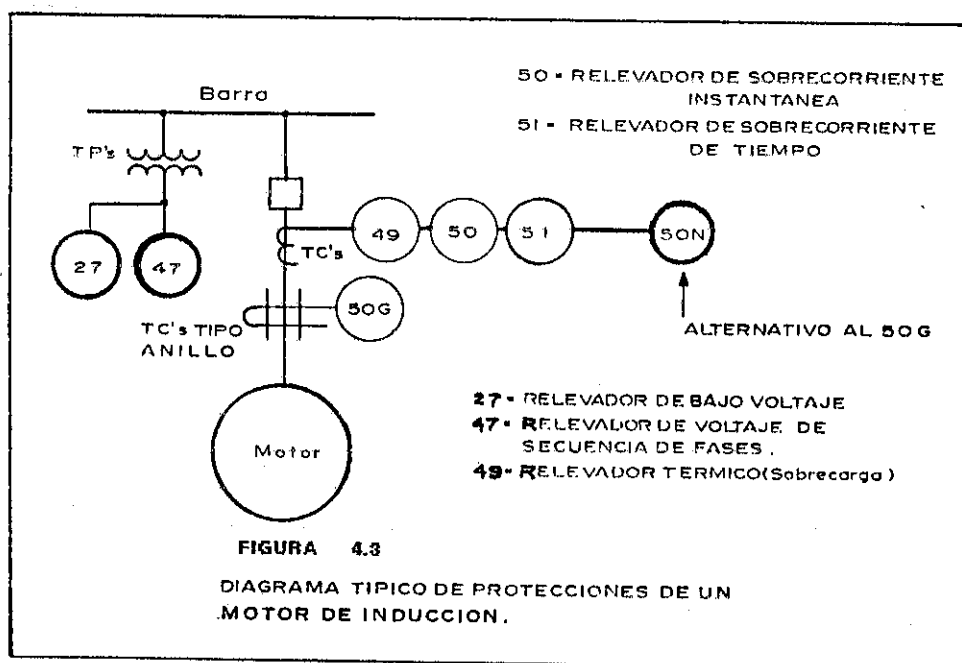 50 - RELEVADOR DE SOBRECORRIENTE
INSTANTANEA
51 - RELEVADOR DE SOBRECORRIENTE
DE TIEMPO
Barra
TP's
27
47
TC's
49
50
51
50N
50G
TC's TIPO
ANILLO
ALTERNATIVO AL 50G
Motor
27- RELEVADOR DE BAJO VOLTAJE
47- RELEVADOR DE VOLTAJE DE
SECUENCIA DE FASES.
49- RELEVADOR TERMICO(Sobrecarga)
FIGURA 4.3
DIAGRAMA TIPICO DE PROTECCIONES DE UN
MOTOR DE INDUCCION.